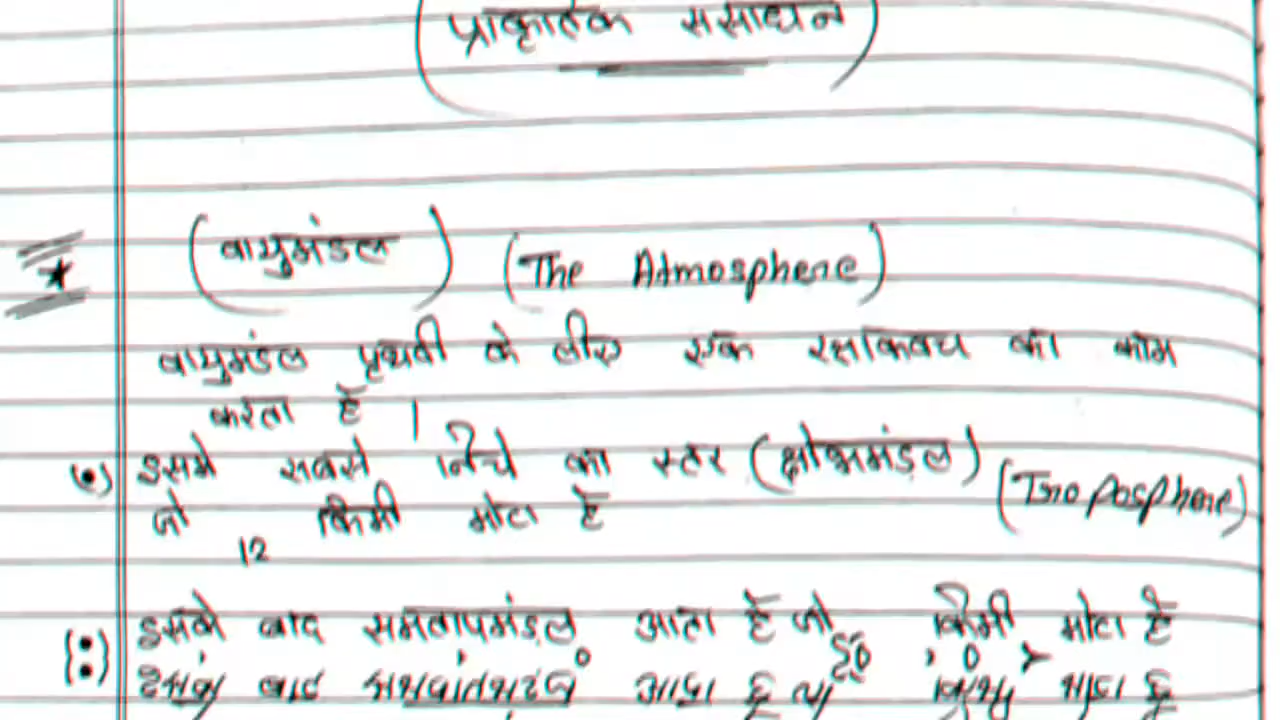 (प्राकृतिक संसाधन)
(वायुमंडल) (The Atmosphere)
वायुमंडल पृथ्वी के लीए एक रक्षाकवच का काम
करता है ।
इसमे सबसे निचे का स्तर (क्षोभमंडल) (Troposphere)
जो 12 किमी मोटा है
इसके बाद समतापमंडल आता है जो 50 किमी मोटा है